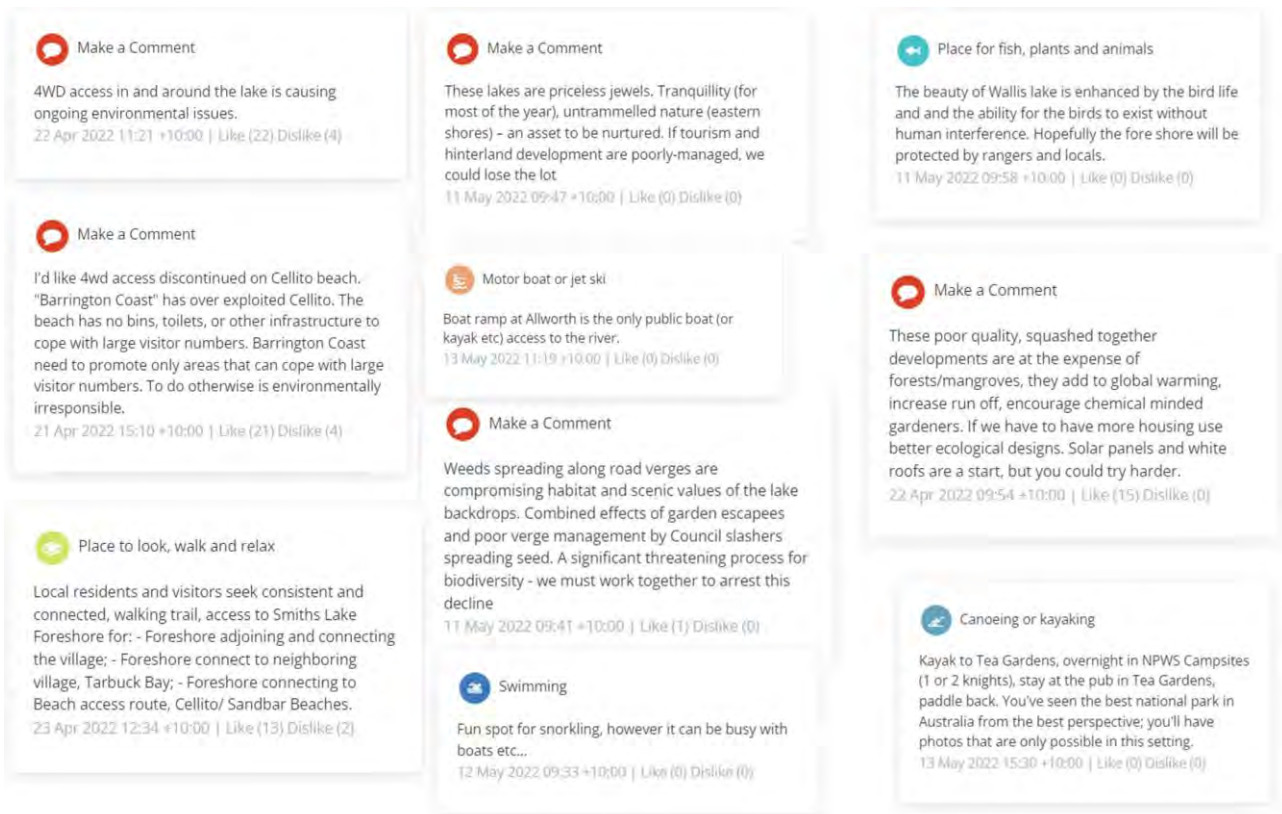 Make a Comment
4WD access in and around the lake is causing
ongoing environmental issues.
22 Apr 2022 11:21 +10:00 | Like (22) Dislike (4)
Make a Comment
I'd like 4wd access discontinued on Cellito beach.
"Barrington Coast" has over exploited Cellito. The
beach has no bins, toilets, or other infrastructure to
cope with large visitor numbers. Barrington Coast
need to promote only areas that can cope with large
visitor numbers. To do otherwise is environmentally
irresponsible.
21 Apr 2022 15:10 +10:00 | Like (21) Dislike (4)
Place to look, walk and relax
Local residents and visitors seek consistent and
connected, walking trail, access to Smiths Lake
Foreshore for: - Foreshore adjoining and connecting
the village; - Foreshore connect to neighboring
village, Tarbuck Bay; - Foreshore connecting to
Beach access route, Cellito/ Sandbar Beaches.
23 Apr 2022 12:34 +10:00 | Like (13) Dislike (2)
Make a Comment
These lakes are priceless jewels. Tranquillity (for
most of the year), untrammelled nature (eastern
shores) – an asset to be nurtured. If tourism and
hinterland development are poorly-managed, we
could lose the lot
11 May 2022 09:47 +10:00 | Like (0) Dislike (0)
Motor boat or jet ski
Boat ramp at Allworth is the only public boat (or
kayak etc) access to the river.
13 May 2022 11:19 +10:00 | Like (0) Dislike (0)
Make a Comment
Weeds spreading along road verges are
compromising habitat and scenic values of the lake
backdrops. Combined effects of garden escapees
and poor verge management by Council slashers
spreading seed. A significant threatening process for
biodiversity - we must work together to arrest this
decline
11 May 2022 09:41 +10:00 | Like (1) Dislike (0)
Swimming
Fun spot for snorkling, however it can be busy with
boats etc...
12 May 2022 09:33 +10:00 | Like (0) Dislike (0)
Place for fish, plants and animals
The beauty of Wallis lake is enhanced by the bird life
and and the ability for the birds to exist without
human interference. Hopefully the fore shore will be
protected by rangers and locals.
11 May 2022 09:58 +10:00 | Like (0) Dislike (0)
Make a Comment
These poor quality, squashed together
developments are at the expense of
forests/mangroves, they add to global warming,
increase run off, encourage chemical minded
gardeners. If we have to have more housing use
better ecological designs. Solar panels and white
roofs are a start, but you could try harder.
22 Apr 2022 09:54 +10:00 | Like (15) Dislike (0)
Canoeing or kayaking
Kayak to Tea Gardens, overnight in NPWS Campsites
(1 or 2 knights), stay at the pub in Tea Gardens,
paddle back. You've seen the best national park in
Australia from the best perspective; you'll have
photos that are only possible in this setting.
13 May 2022 15:30 +10:00 | Like (0) Dislike (0)